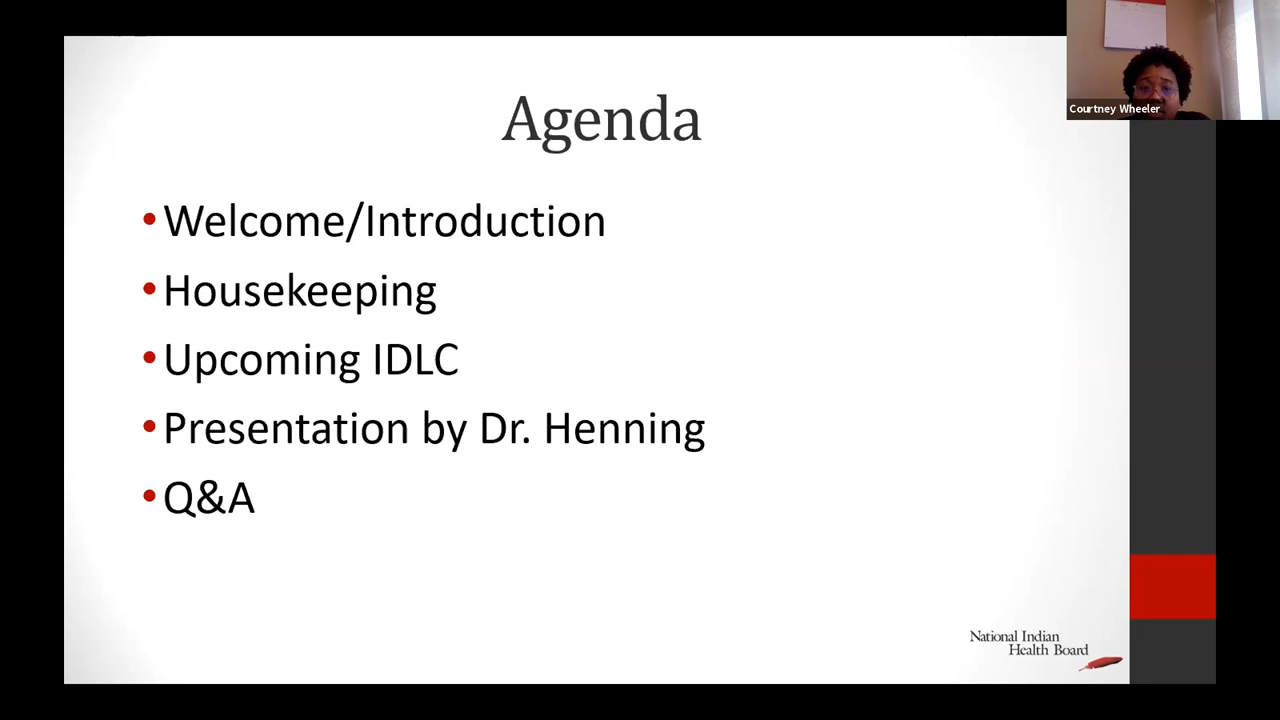 Agenda
• Welcome/Introduction
• Housekeeping
• Upcoming IDLC
• Presentation by Dr. Henning
• Q&A
Courtney Wheeler
National Indian
Health Board